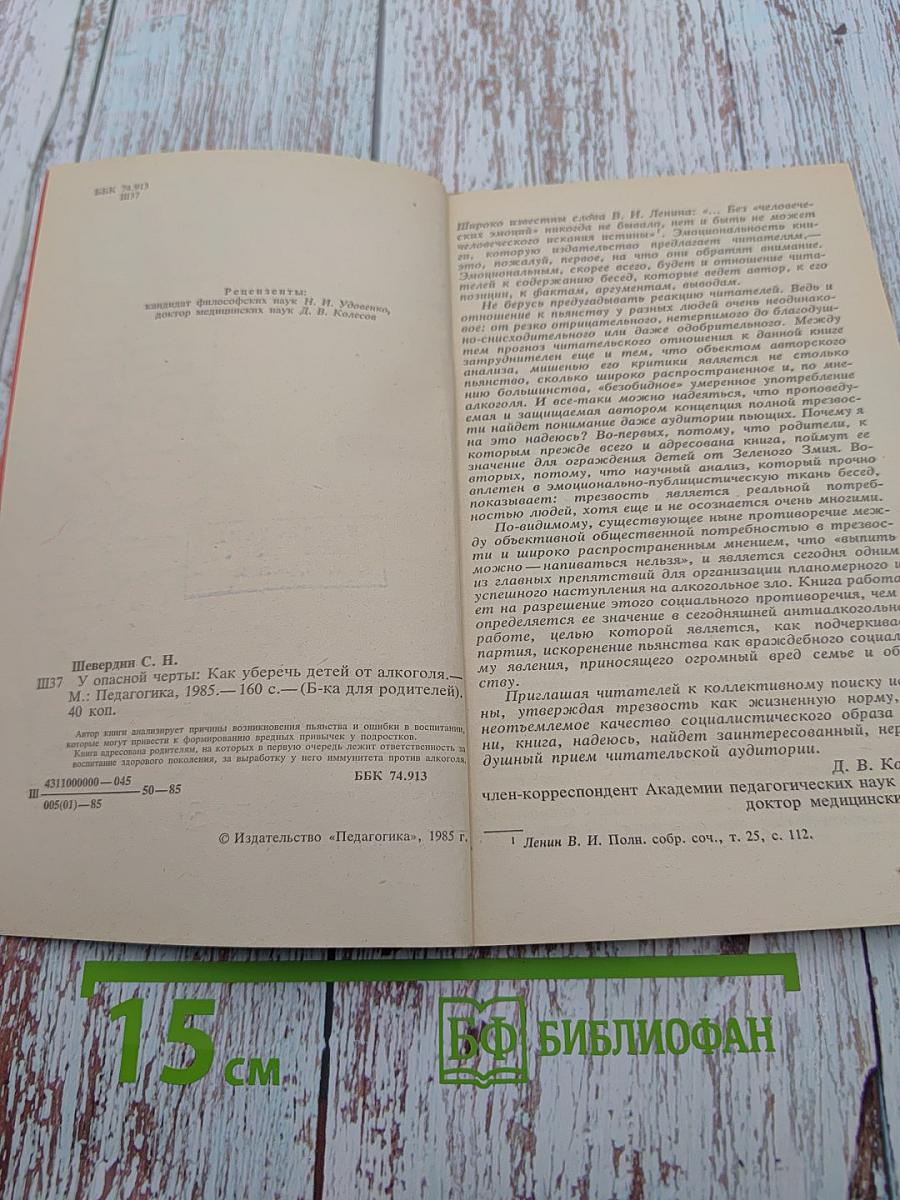 ББК 74.913
Ш37
Рецензенты:
кандидат философских наук Н. И. Удовенко,
доктор медицинских наук Д. В. Колесов
Шевердин С. Н.
Ш37 У опасной черты: Как уберечь детей от алкоголя.—
М.: Педагогика, 1985.— 160 с.— (Б-ка для родителей).
40 коп.
Автор книги анализирует причины возникновения пьянства и ошибки в воспитании,
которые могут привести к формированию вредных привычек у подростков.
Книга адресована родителям, на которых в первую очередь лежит ответственность за
воспитание здорового поколения, за выработку у него иммунитета против алкоголя.
Ш 4311000000—045
005(01)—85
50—85
ББК 74.913
© Издательство «Педагогика», 1985 г.
Широко известны слова В. И. Ленина: «... Без «человече-
ских эмоций» никогда не бывало, нет и быть не может
человеческого искания истины»¹. Эмоциональность кни-
ги, которую издательство предлагает читателям,—
это, пожалуй, первое, на что они обратят внимание.
Эмоциональным, скорее всего, будет и отношение чита-
телей к содержанию бесед, которые ведет автор, к его
позиции, к фактам, аргументам, выводам.
Не берусь предугадывать реакцию читателей. Ведь и
отношение к пьянству у разных людей очень неодинако-
вое: от резко отрицательного, нетерпимого до благодуш-
но-снисходительного или даже одобрительного. Между
тем прогноз читательского отношения к данной книге
затруднителен еще и тем, что объектом авторского
анализа, мишенью его критики является не столько
пьянство, сколько широко распространенное и, по мне-
нию большинства, «безобидное» умеренное употребление
алкоголя. И все-таки можно надеяться, что проповеду-
емая и защищаемая автором концепция полной трезвос-
ти найдет понимание даже аудитории пьющих. Почему я
на это надеюсь? Во-первых, потому, что родители, к
которым прежде всего и адресована книга, поймут ее
значение для ограждения детей от Зеленого Змия. Во-
вторых, потому, что научный анализ, который прочно
вплетен в эмоционально-публицистическую ткань бесед,
показывает: трезвость является реальной потреб-
ностью людей, хотя еще и не осознается очень многими.
По-видимому, существующее ныне противоречие меж-
ду объективной общественной потребностью в трезвос-
ти и широко распространенным мнением, что «выпить
можно — напиваться нельзя», и является сегодня одним
из главных препятствий для организации планомерного и
успешного наступления на алкогольное зло. Книга работа
ет на разрешение этого социального противоречия, чем
определяется ее значение в сегодняшней антиалкогольно
работе, целью которой является, как подчеркивае
партия, искоренение пьянства как враждебного социал
му явления, приносящего огромный вред семье и об
ству.
Приглашая читателей к коллективному поиску ис
ны, утверждая трезвость как жизненную норму,
неотъемлемое качество социалистического образа
ни, книга, надеюсь, найдет заинтересованный, нер
душный прием читательской аудитории.
Д. В. Ко
член-корреспондент Академии педагогических наук
доктор медицински
¹ Ленин В. И. Полн. собр. соч., т. 25, с. 112.
15 см
БФ БИБЛИОФАН